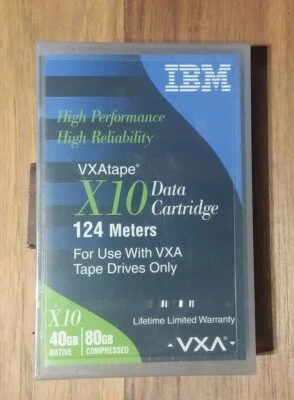 IBM
High Performance
High Reliability
VXAtape®
X10 Data
Cartridge
124 Meters
For Use With VXA
Tape Drives Only
X10
40GB 80GB
NATIVE COMPRESSED
Lifetime Limited Warranty
VXA®